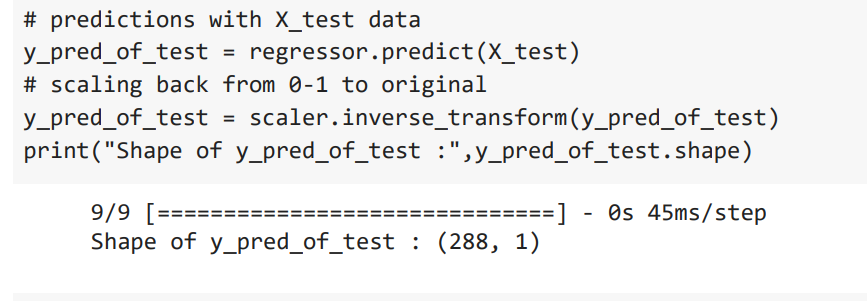 # predictions with X_test data
y_pred_of_test = regressor.predict(X_test)
# scaling back from 0-1 to original
y_pred_of_test = scaler.inverse_transform(y_pred_of_test)
print("Shape of y_pred_of_test :",y_pred_of_test.shape)
9/9 [==============================] - 0s 45ms/step
Shape of y_pred_of_test : (288, 1)